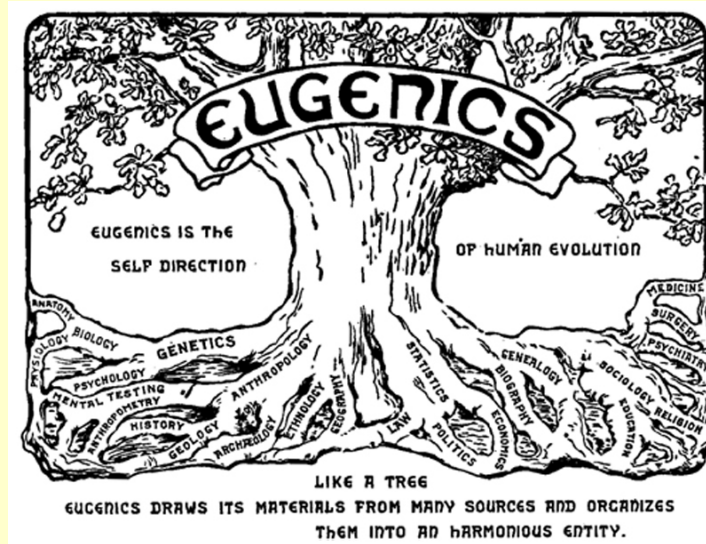 EUGENICS
EUGENICS IS THE
SELF DIRECTION
OF HUMAN EVOLUTION
ANATOMY
PHYSIOLOGY
BIOLOGY
GENETICS
PSYCHOLOGY
MENTAL TESTING
ANTHROPOMETRY
HISTORY
GEOLOGY
ANTHROPOLOGY
ARCHÆOLOGY
ETHNOLOGY
GEOGRAPHY
LAW
STATISTICS
POLITICS
ECONOMICS
GENEALOGY
BIOGRAPHY
SOCIOLOGY
EDUCATION
RELIGION
PSYCHIATRY
SURGERY
MEDICINE
LIKE A TREE
EUGENICS DRAWS ITS MATERIALS FROM MANY SOURCES AND ORGANIZES
THEM INTO AN HARMONIOUS ENTITY.